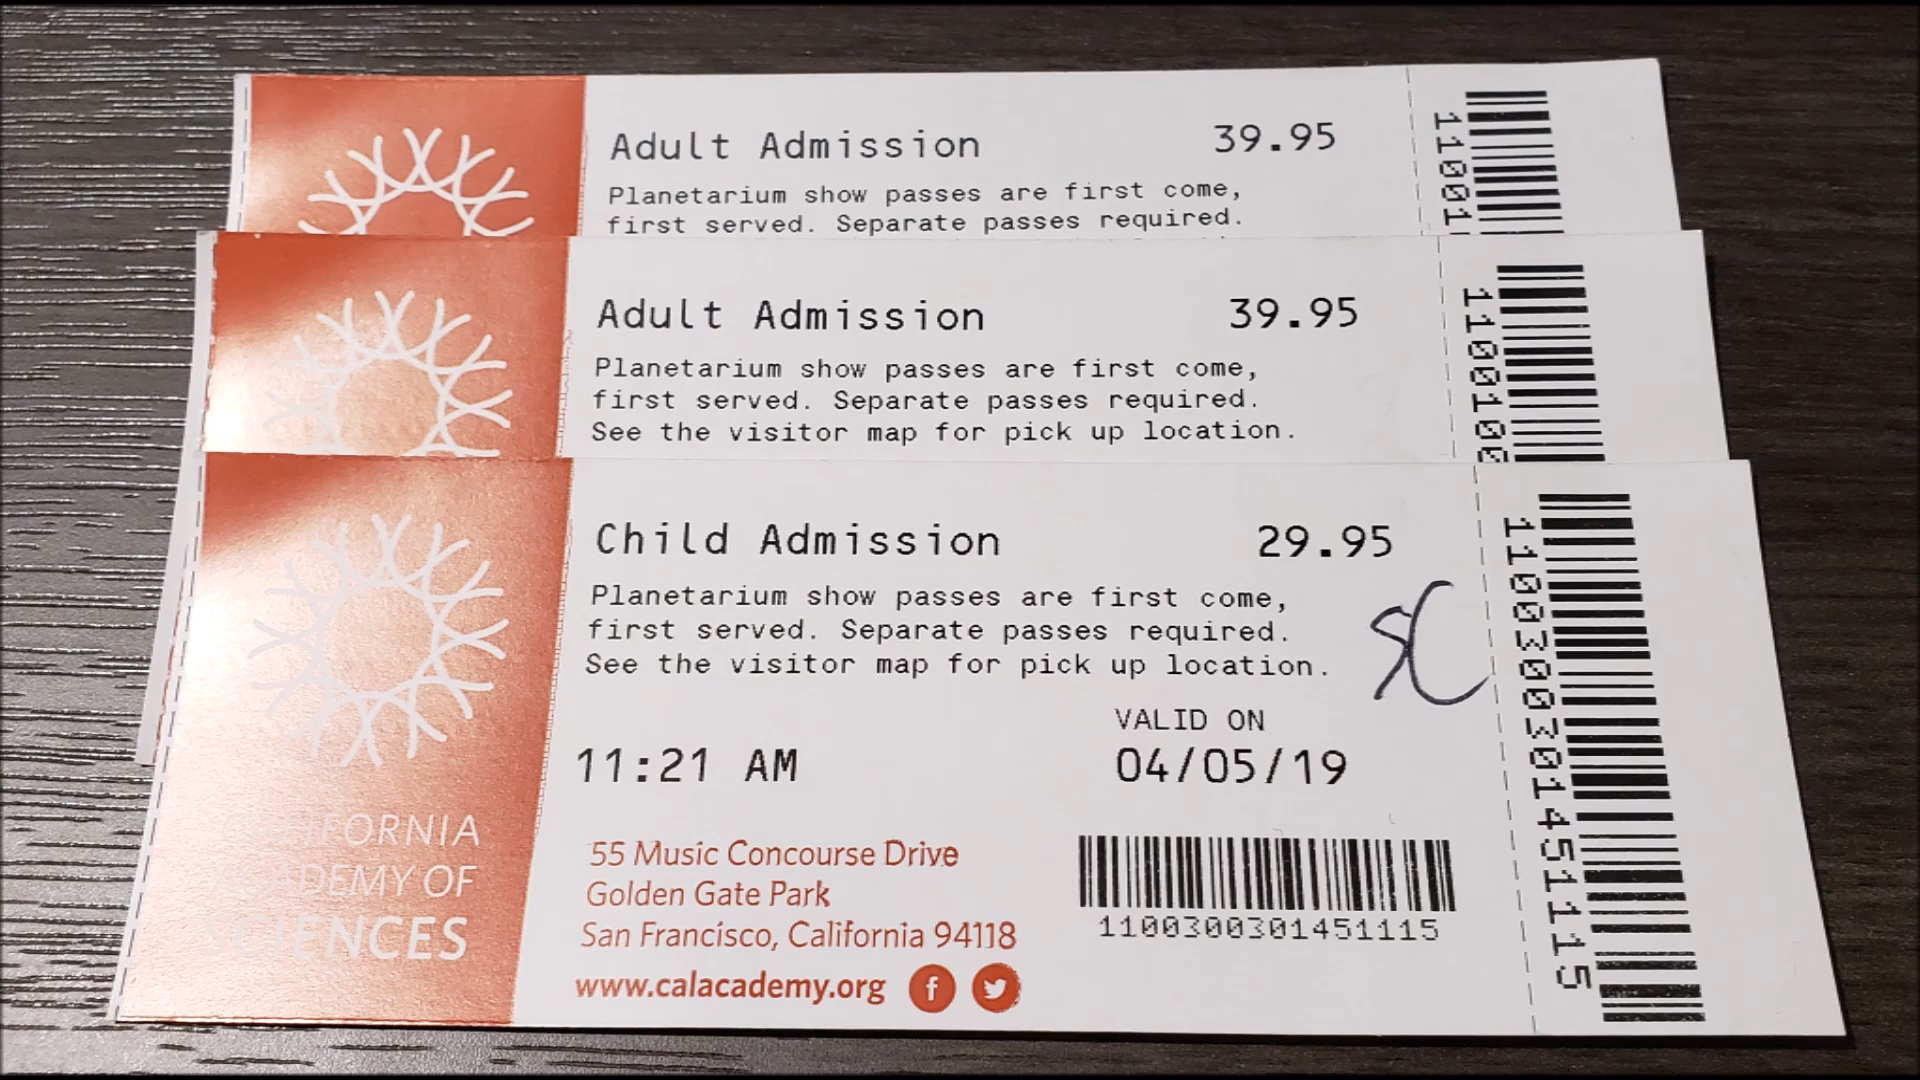 Adult Admission 39.95
Planetarium show passes are first come,
first served. Separate passes required.
Adult Admission 39.95
Planetarium show passes are first come,
first served. Separate passes required.
See the visitor map for pick up location.
Child Admission 29.95
Planetarium show passes are first come,
first served. Separate passes required.
See the visitor map for pick up location.
SC
VALID ON
11:21 AM 04/05/19
CALIFORNIA
ACADEMY OF
SCIENCES
55 Music Concourse Drive
Golden Gate Park
San Francisco, California 94118
www.calacademy.org
1100300301451115
1100300301451115